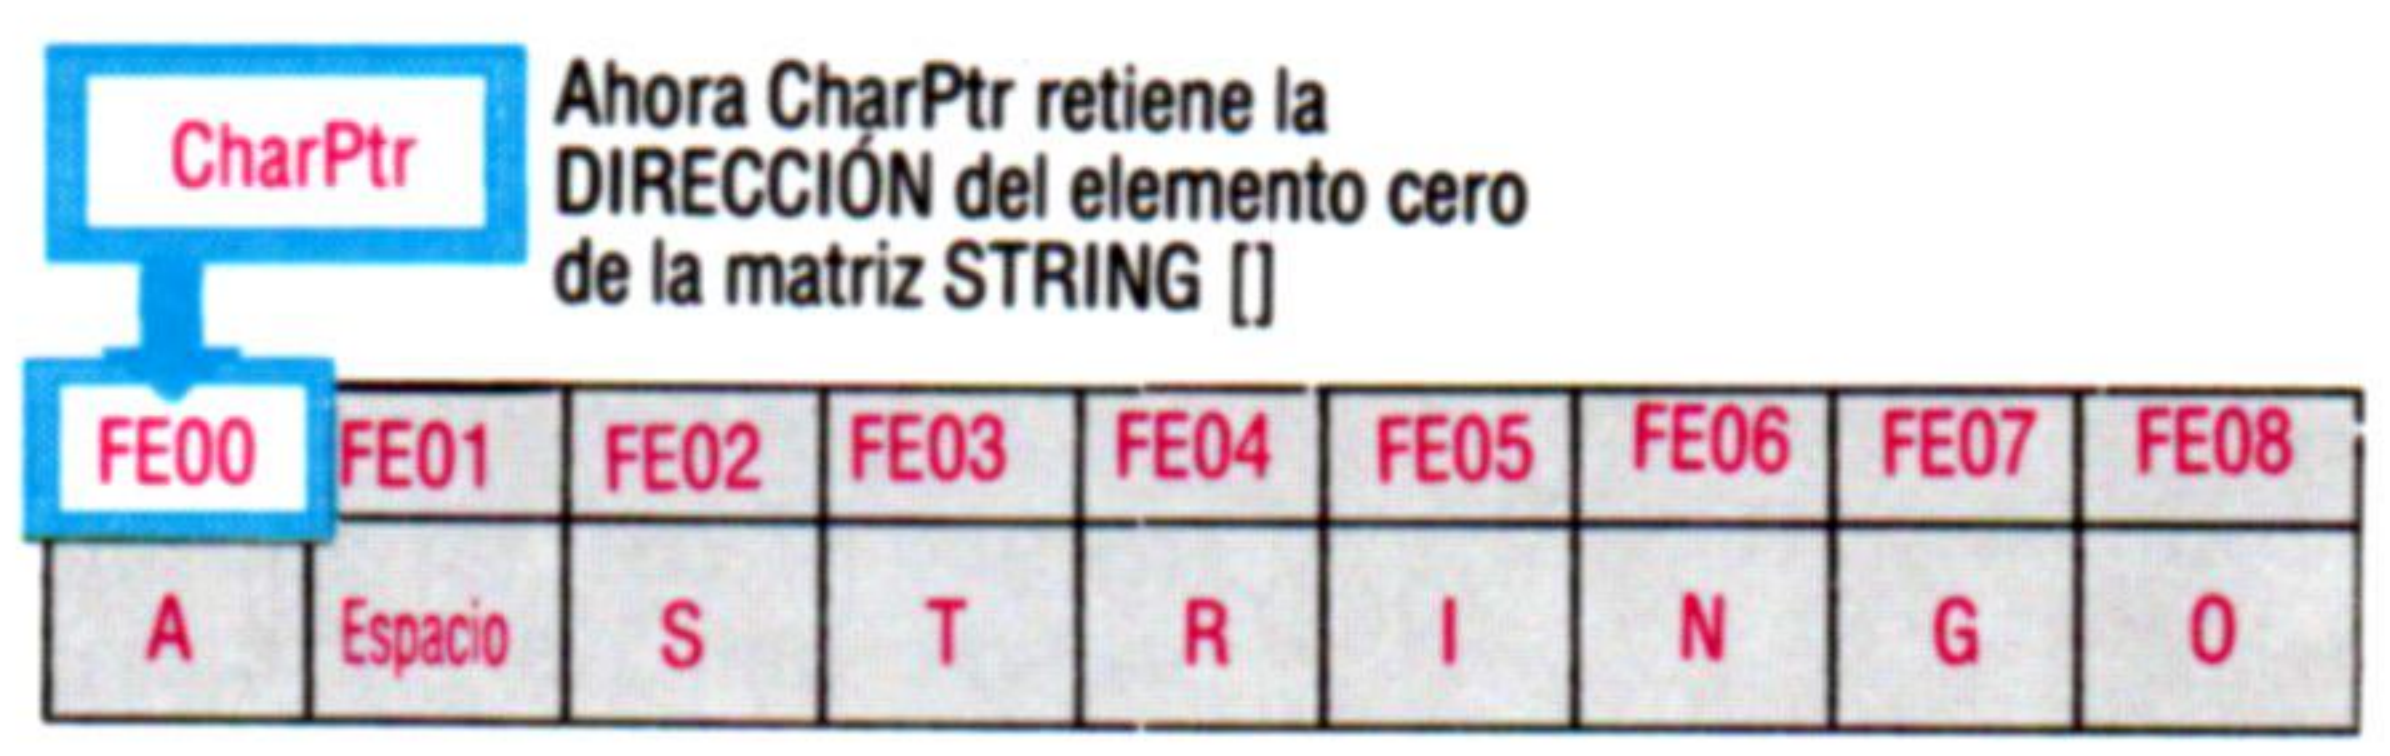 CharPtr
Ahora CharPtr retiene la
DIRECCIÓN del elemento cero
de la matriz STRING []
FE00 FE01 FE02 FE03 FE04 FE05 FE06 FE07 FE08
A Espacio S T R I N G O